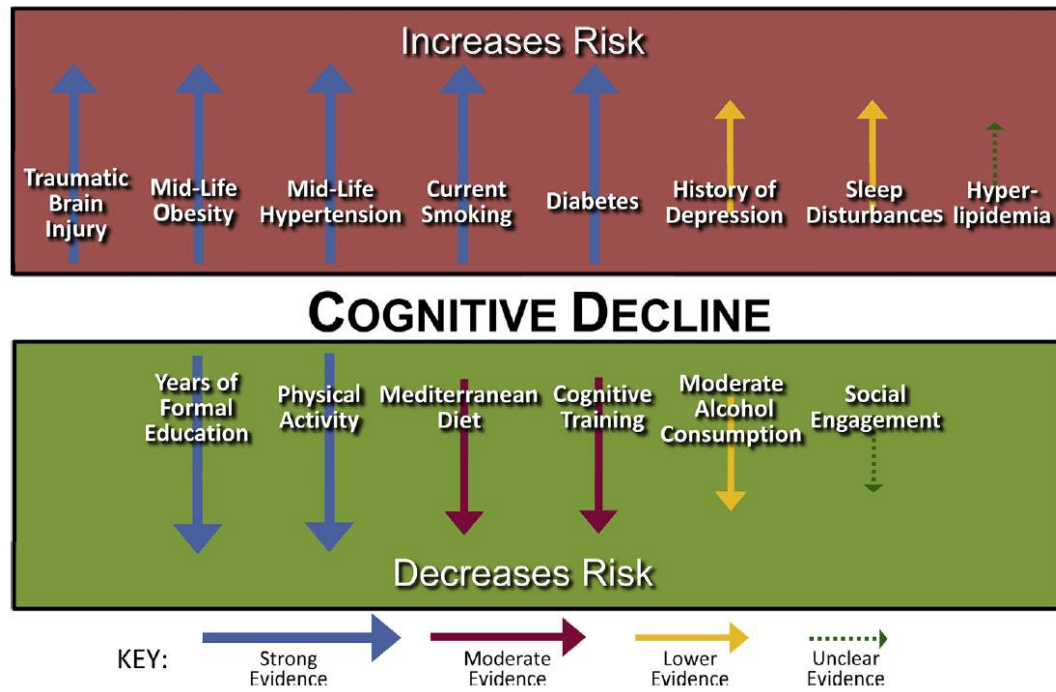 Increases Risk
Traumatic
Brain
Injury
Mid-Life
Obesity
Mid-Life
Hypertension
Current
Smoking
Diabetes
History of
Depression
Sleep
Disturbances
Hyper-
lipidemia
COGNITIVE DECLINE
Years of
Formal
Education
Physical
Activity
Mediterranean
Diet
Cognitive
Training
Moderate
Alcohol
Consumption
Social
Engagement
Decreases Risk
KEY:
Strong
Evidence
Moderate
Evidence
Lower
Evidence
Unclear
Evidence